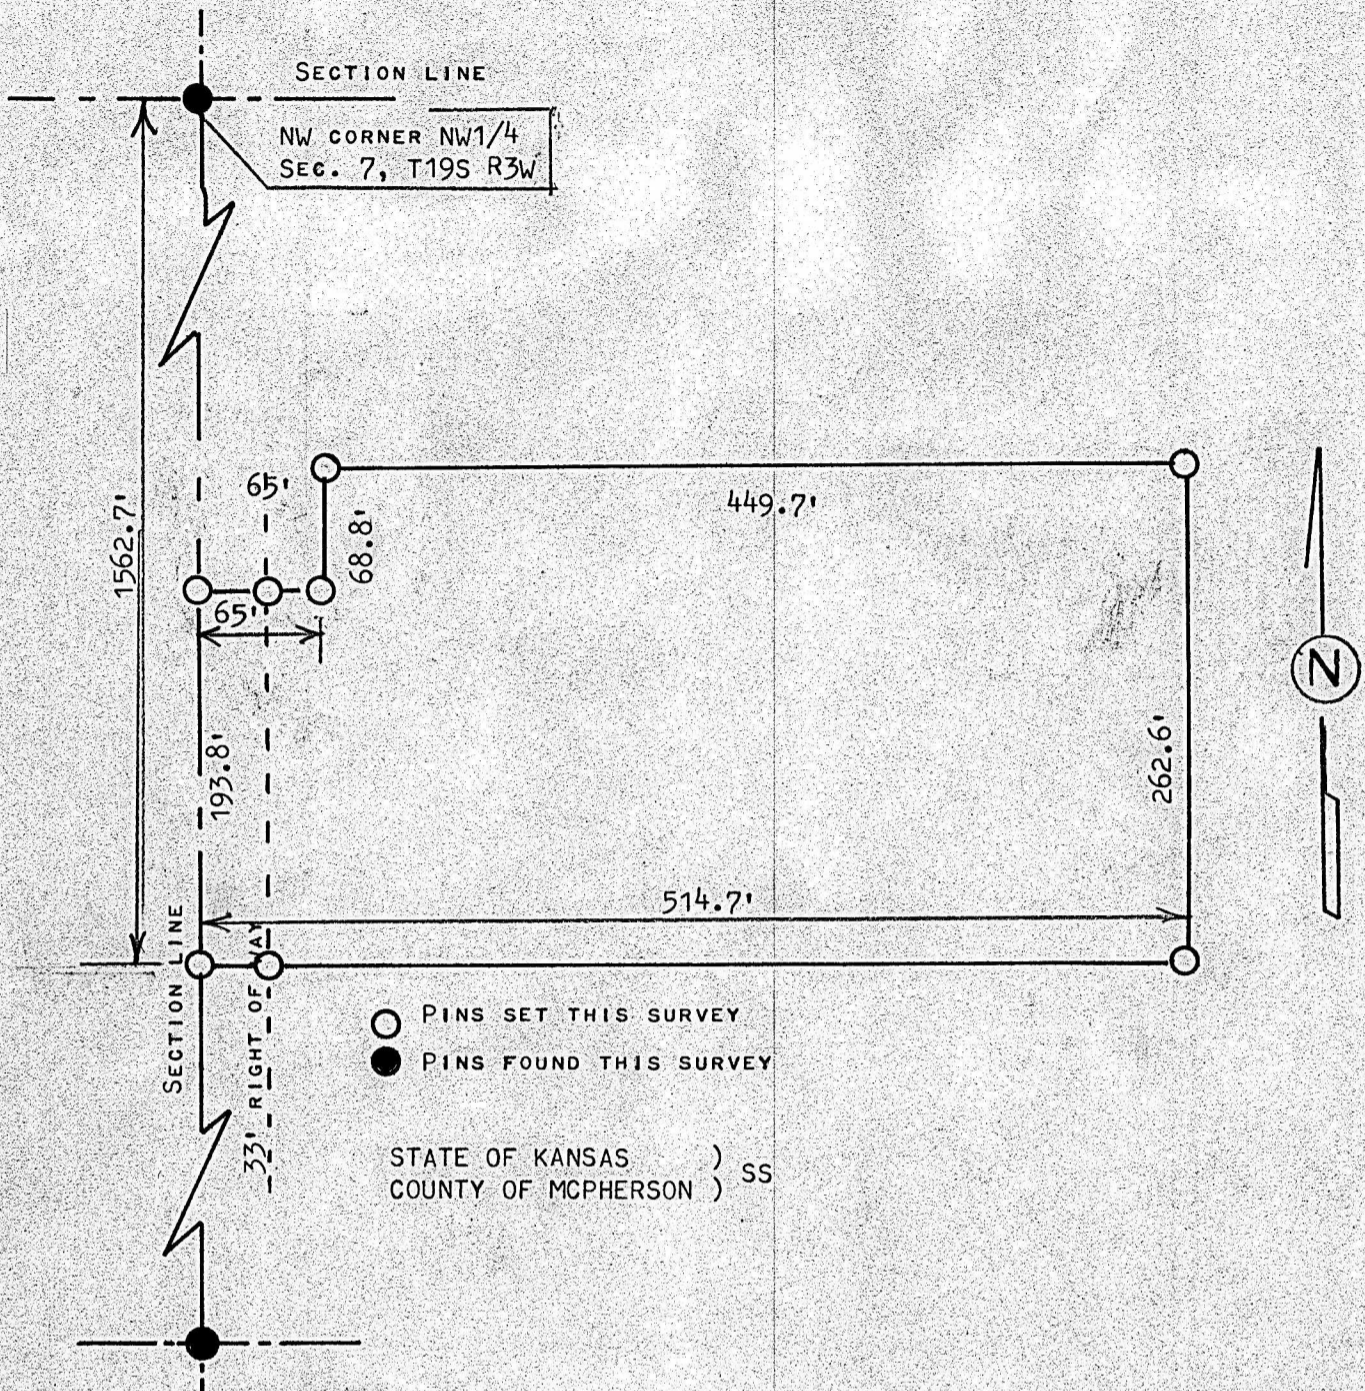 SECTION LINE
NW CORNER NW1/4
SEC. 7, T19S R3W
1562.7'
65'
68.8'
449.7'
65'
193.8'
262.6'
N
514.7'
SECTION LINE
33' RIGHT OF WAY
PINS SET THIS SURVEY
PINS FOUND THIS SURVEY
STATE OF KANSAS )
COUNTY OF MCPHERSON ) SS